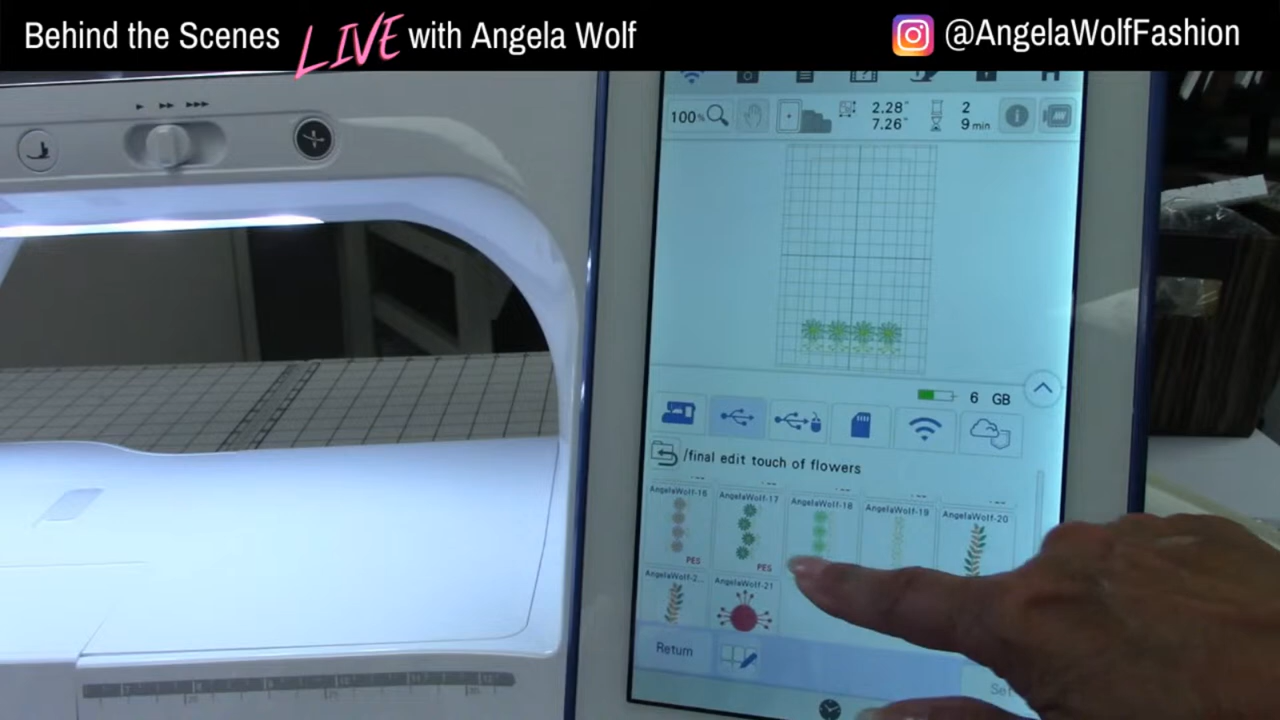 Behind the Scenes LIVE with Angela Wolf
@AngelaWolfFashion
100%
2.28"
7.26"
2
9 min
6 GB
/final edit touch of flowers
AngelaWolf-16
AngelaWolf-17
AngelaWolf-18
AngelaWolf-19
AngelaWolf-20
PES
PES
AngelaWolf-2...
AngelaWolf-21
Return